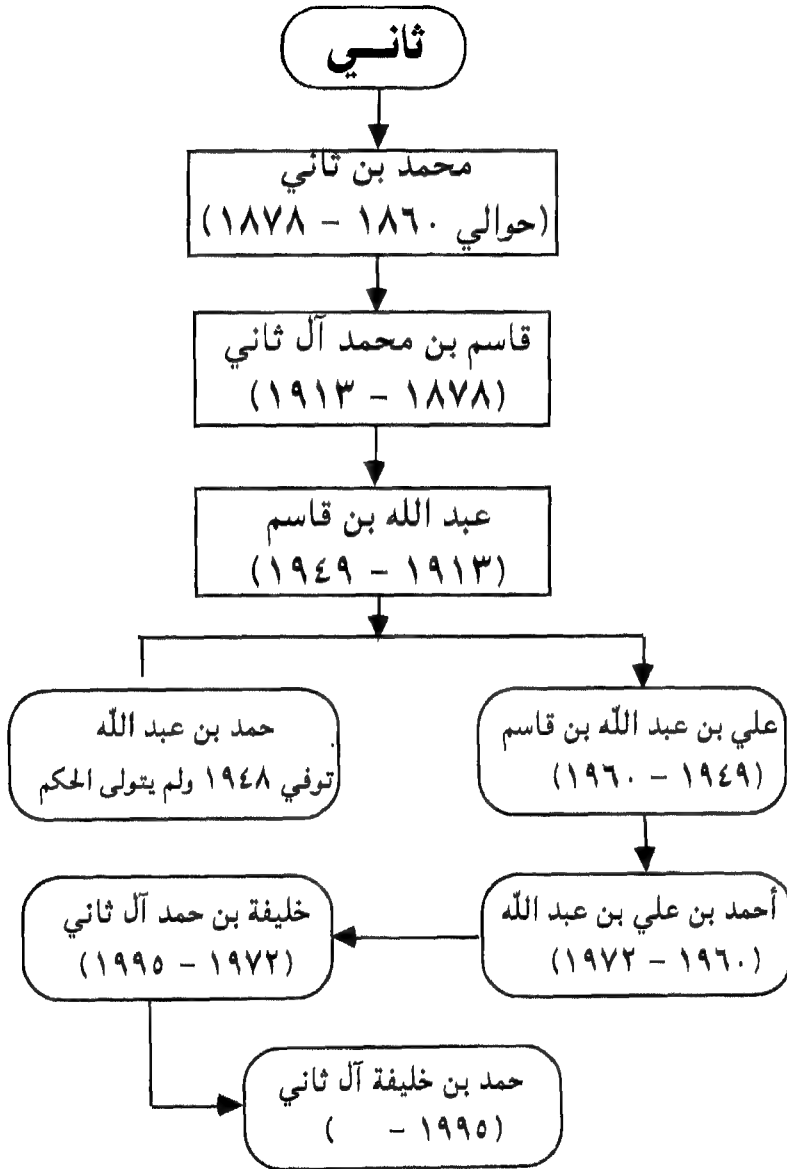 ثانــي
محمد بن ثاني
(حوالي ١٨٦٠ – ١٨٧٨)
قاسم بن محمد آل ثاني
(١٨٧٨ – ١٩١٣)
عبد الله بن قاسم
(١٩١٣ – ١٩٤٩)
علي بن عبد اللّه بن قاسم
(١٩٤٩ – ١٩٦٠)
حمد بن عبد اللّه
توفي ١٩٤٨ ولم يتولى الحكم
أحمد بن علي بن عبد اللّه
(١٩٦٠ – ١٩٧٢)
خليفة بن حمد آل ثاني
(١٩٧٢ – ١٩٩٥)
حمد بن خليفة آل ثاني
(١٩٩٥ –   )